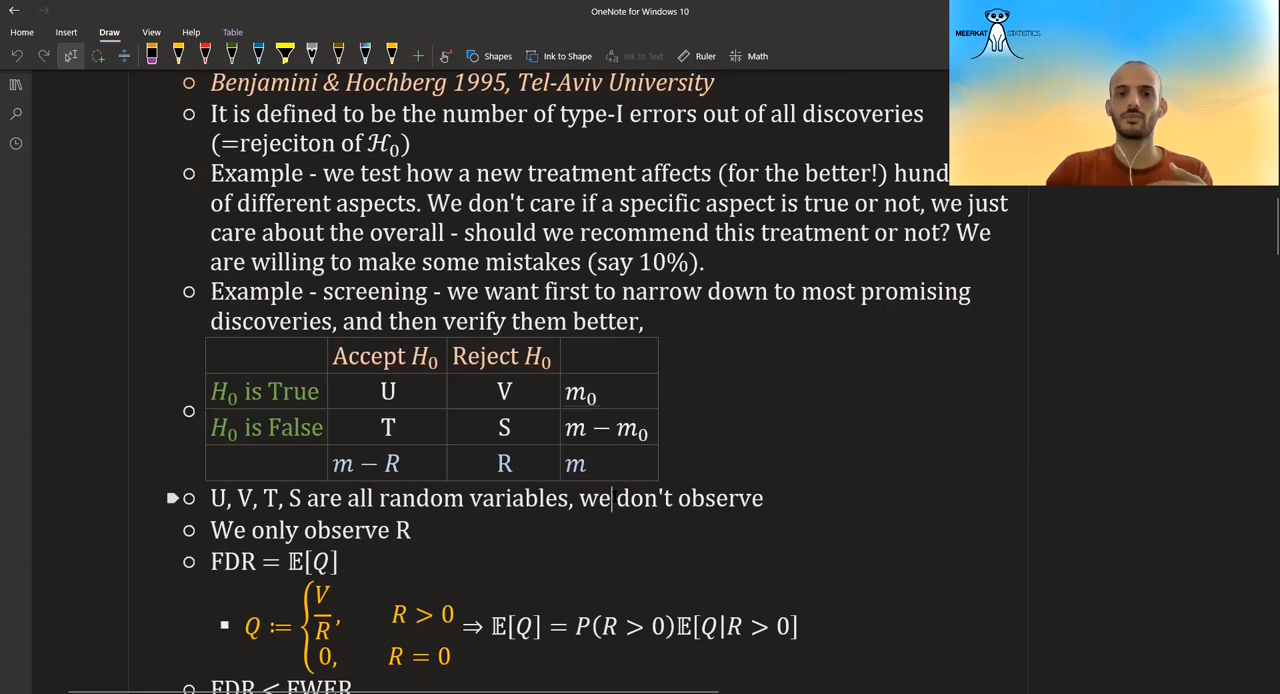 OneNote for Windows 10
Home Insert Draw View Help Table
Shapes Ink to Shape Ink to Text Ruler Math
MEERKAT STATISTICS
Benjamini & Hochberg 1995, Tel-Aviv University
It is defined to be the number of type-I errors out of all discoveries
(=rejeciton of ℋ₀)
Example - we test how a new treatment affects (for the better!) hund
of different aspects. We don't care if a specific aspect is true or not, we just
care about the overall - should we recommend this treatment or not? We
are willing to make some mistakes (say 10%).
Example - screening - we want first to narrow down to most promising
discoveries, and then verify them better,
Accept H₀ Reject H₀
H₀ is True U V m₀
H₀ is False T S m − m₀
m − R R m
U, V, T, S are all random variables, we don't observe
We only observe R
FDR = 𝔼[Q]
Q ≔ { V/R, R > 0
0, R = 0 ⇒ 𝔼[Q] = P(R > 0)𝔼[Q|R > 0]
FDR < FWER